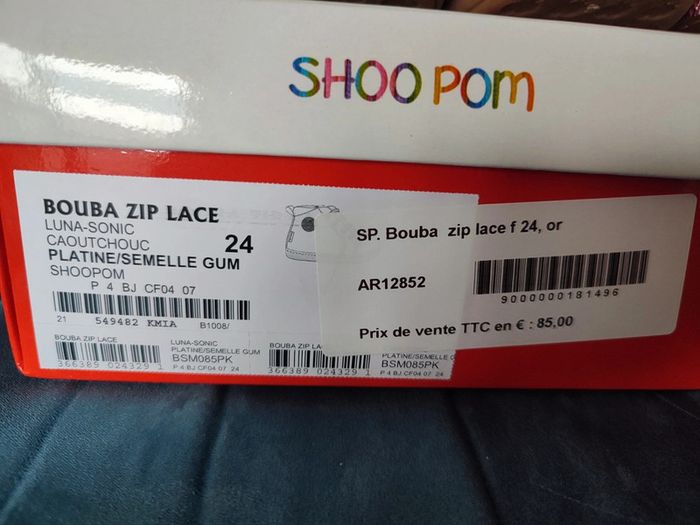 SHOO POM
BOUBA ZIP LACE
LUNA-SONIC
CAOUTCHOUC 24
PLATINE/SEMELLE GUM
SHOOPOM
P 4 BJ CF04 07
21 549482 KMIA B1008/
BOUBA ZIP LACE
LUNA-SONIC
PLATINE/SEMELLE GUM
BSM085PK
366389 024329 1 P 4 BJ CF04 07 24
BOUBA ZIP LA
PLATINE/SEMELLE G
BSM085PK
366389 024329 1 P 4 BJ CF04 07 24
SP. Bouba zip lace f 24, or
AR12852
9000000181496
Prix de vente TTC en € : 85,00